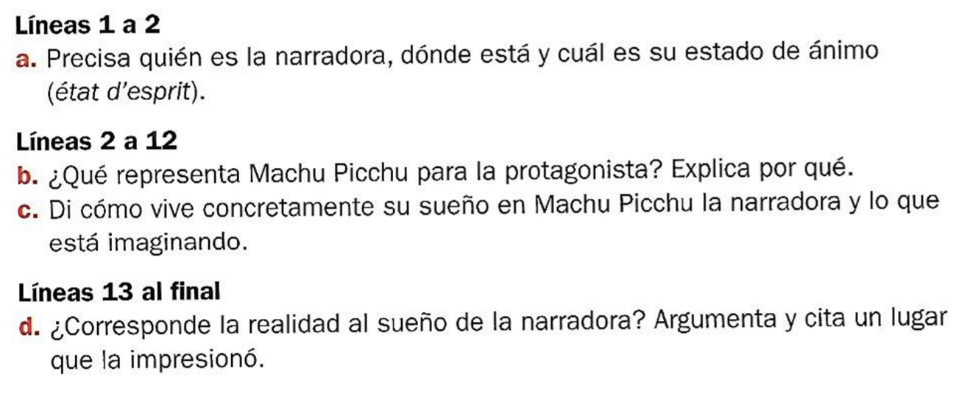 Líneas 1 a 2
a. Precisa quién es la narradora, dónde está y cuál es su estado de ánimo
(état d'esprit).
Líneas 2 a 12
b. ¿Qué representa Machu Picchu para la protagonista? Explica por qué.
c. Di cómo vive concretamente su sueño en Machu Picchu la narradora y lo que
está imaginando.
Líneas 13 al final
d. ¿Corresponde la realidad al sueño de la narradora? Argumenta y cita un lugar
que la impresionó.